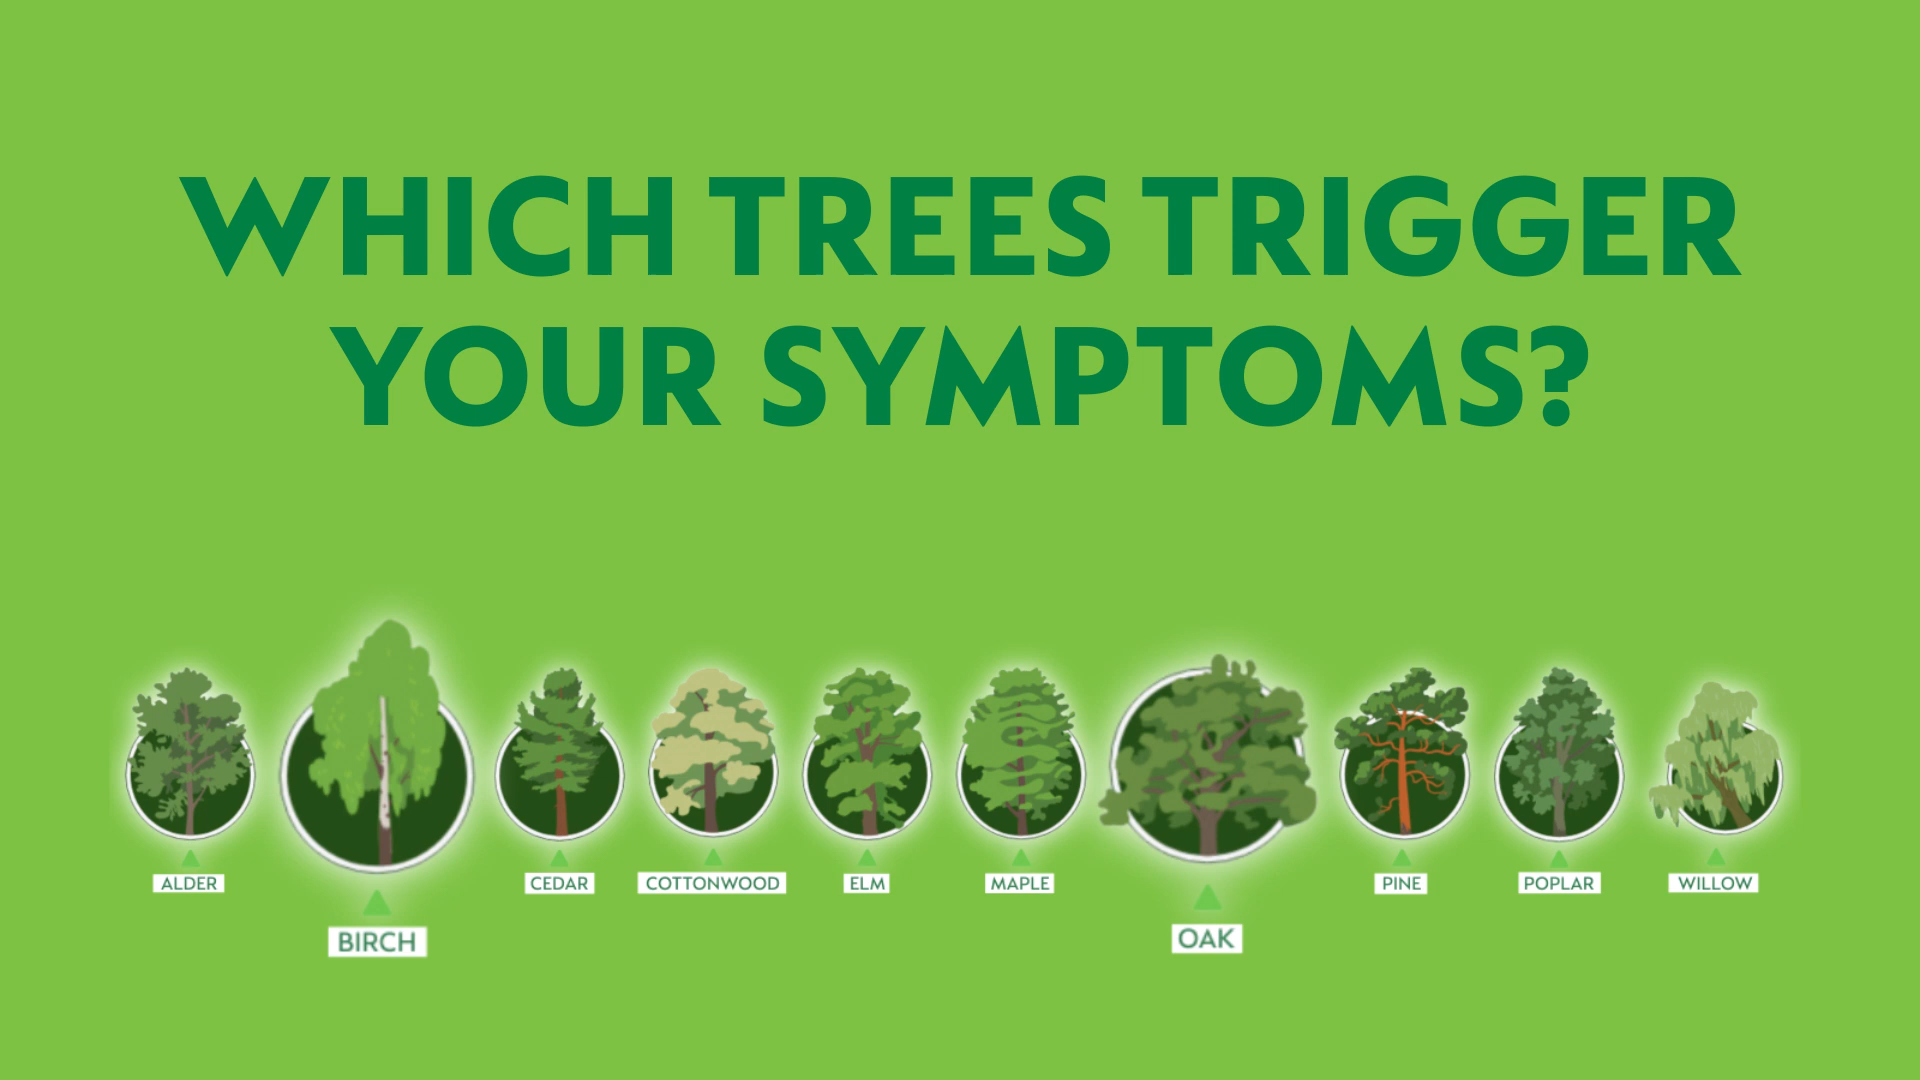 WHICH TREES TRIGGER
YOUR SYMPTOMS?
ALDER
BIRCH
CEDAR
COTTONWOOD
ELM
MAPLE
OAK
PINE
POPLAR
WILLOW